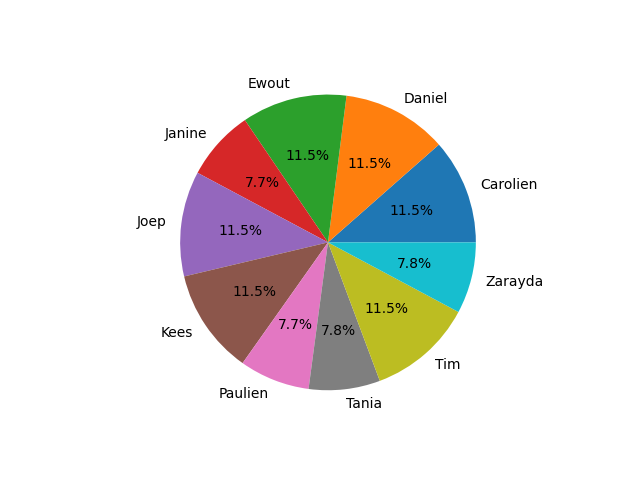 Ewout
Daniel
Janine
Carolien
Joep
Zarayda
Kees
Tim
Paulien
Tania
11.5%
11.5%
11.5%
7.7%
11.5%
11.5%
7.7%
7.8%
11.5%
7.8%